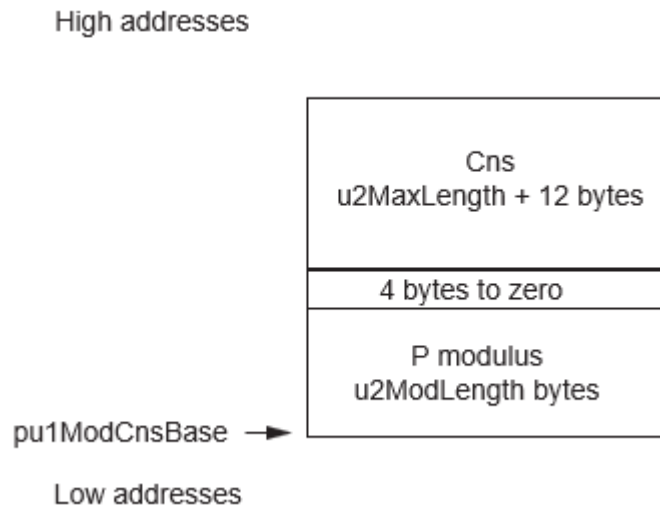 High addresses
Cns
u2MaxLength + 12 bytes
4 bytes to zero
P modulus
u2ModLength bytes
pu1ModCnsBase
Low addresses